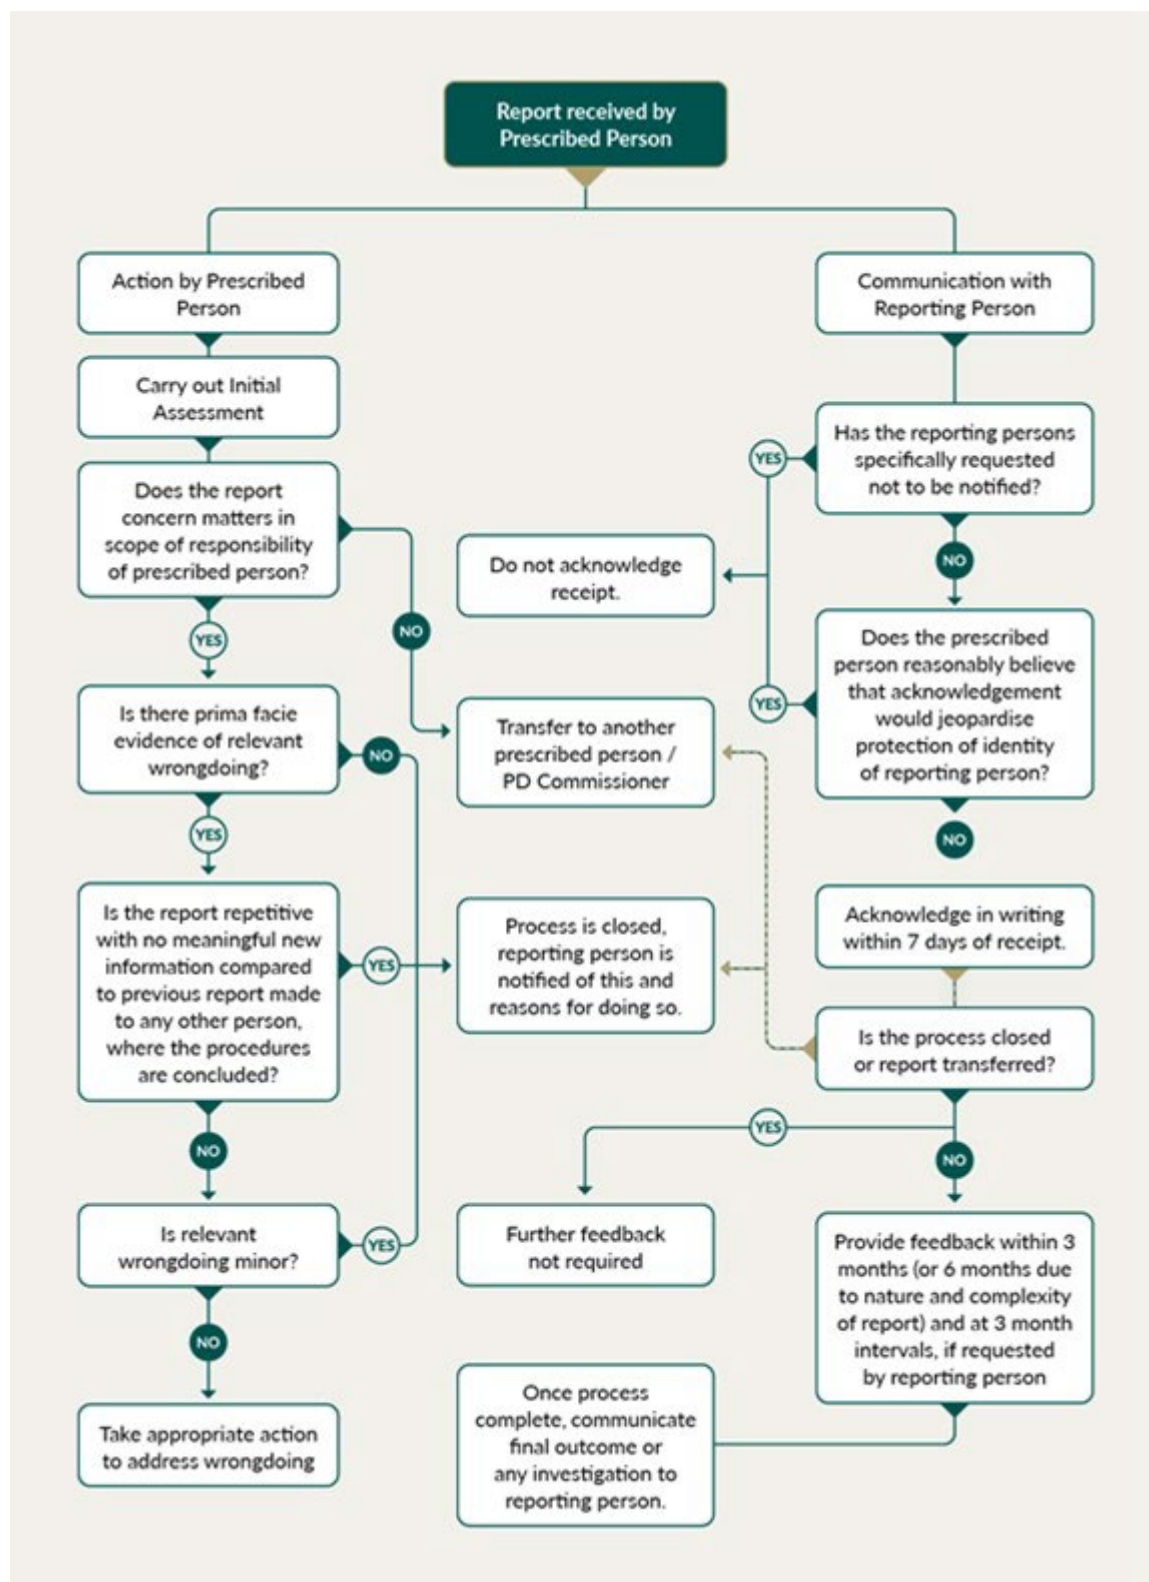 Report received by
Prescribed Person
Action by Prescribed
Person
Carry out Initial
Assessment
Does the report
concern matters in
scope of responsibility
of prescribed person?
NO
YES
Is there prima facie
evidence of relevant
wrongdoing?
NO
YES
Is the report repetitive
with no meaningful new
information compared
to previous report made
to any other person,
where the procedures
are concluded?
YES
NO
Is relevant
wrongdoing minor?
YES
NO
Take appropriate action
to address wrongdoing
Do not acknowledge
receipt.
Transfer to another
prescribed person /
PD Commissioner
Process is closed,
reporting person is
notified of this and
reasons for doing so.
Communication with
Reporting Person
Has the reporting persons
specifically requested
not to be notified?
YES
NO
Does the prescribed
person reasonably believe
that acknowledgement
would jeopardise
protection of identity
of reporting person?
YES
NO
Acknowledge in writing
within 7 days of receipt.
Is the process closed
or report transferred?
YES
NO
Further feedback
not required
Provide feedback within 3
months (or 6 months due
to nature and complexity
of report) and at 3 month
intervals, if requested
by reporting person
Once process
complete, communicate
final outcome or
any investigation to
reporting person.